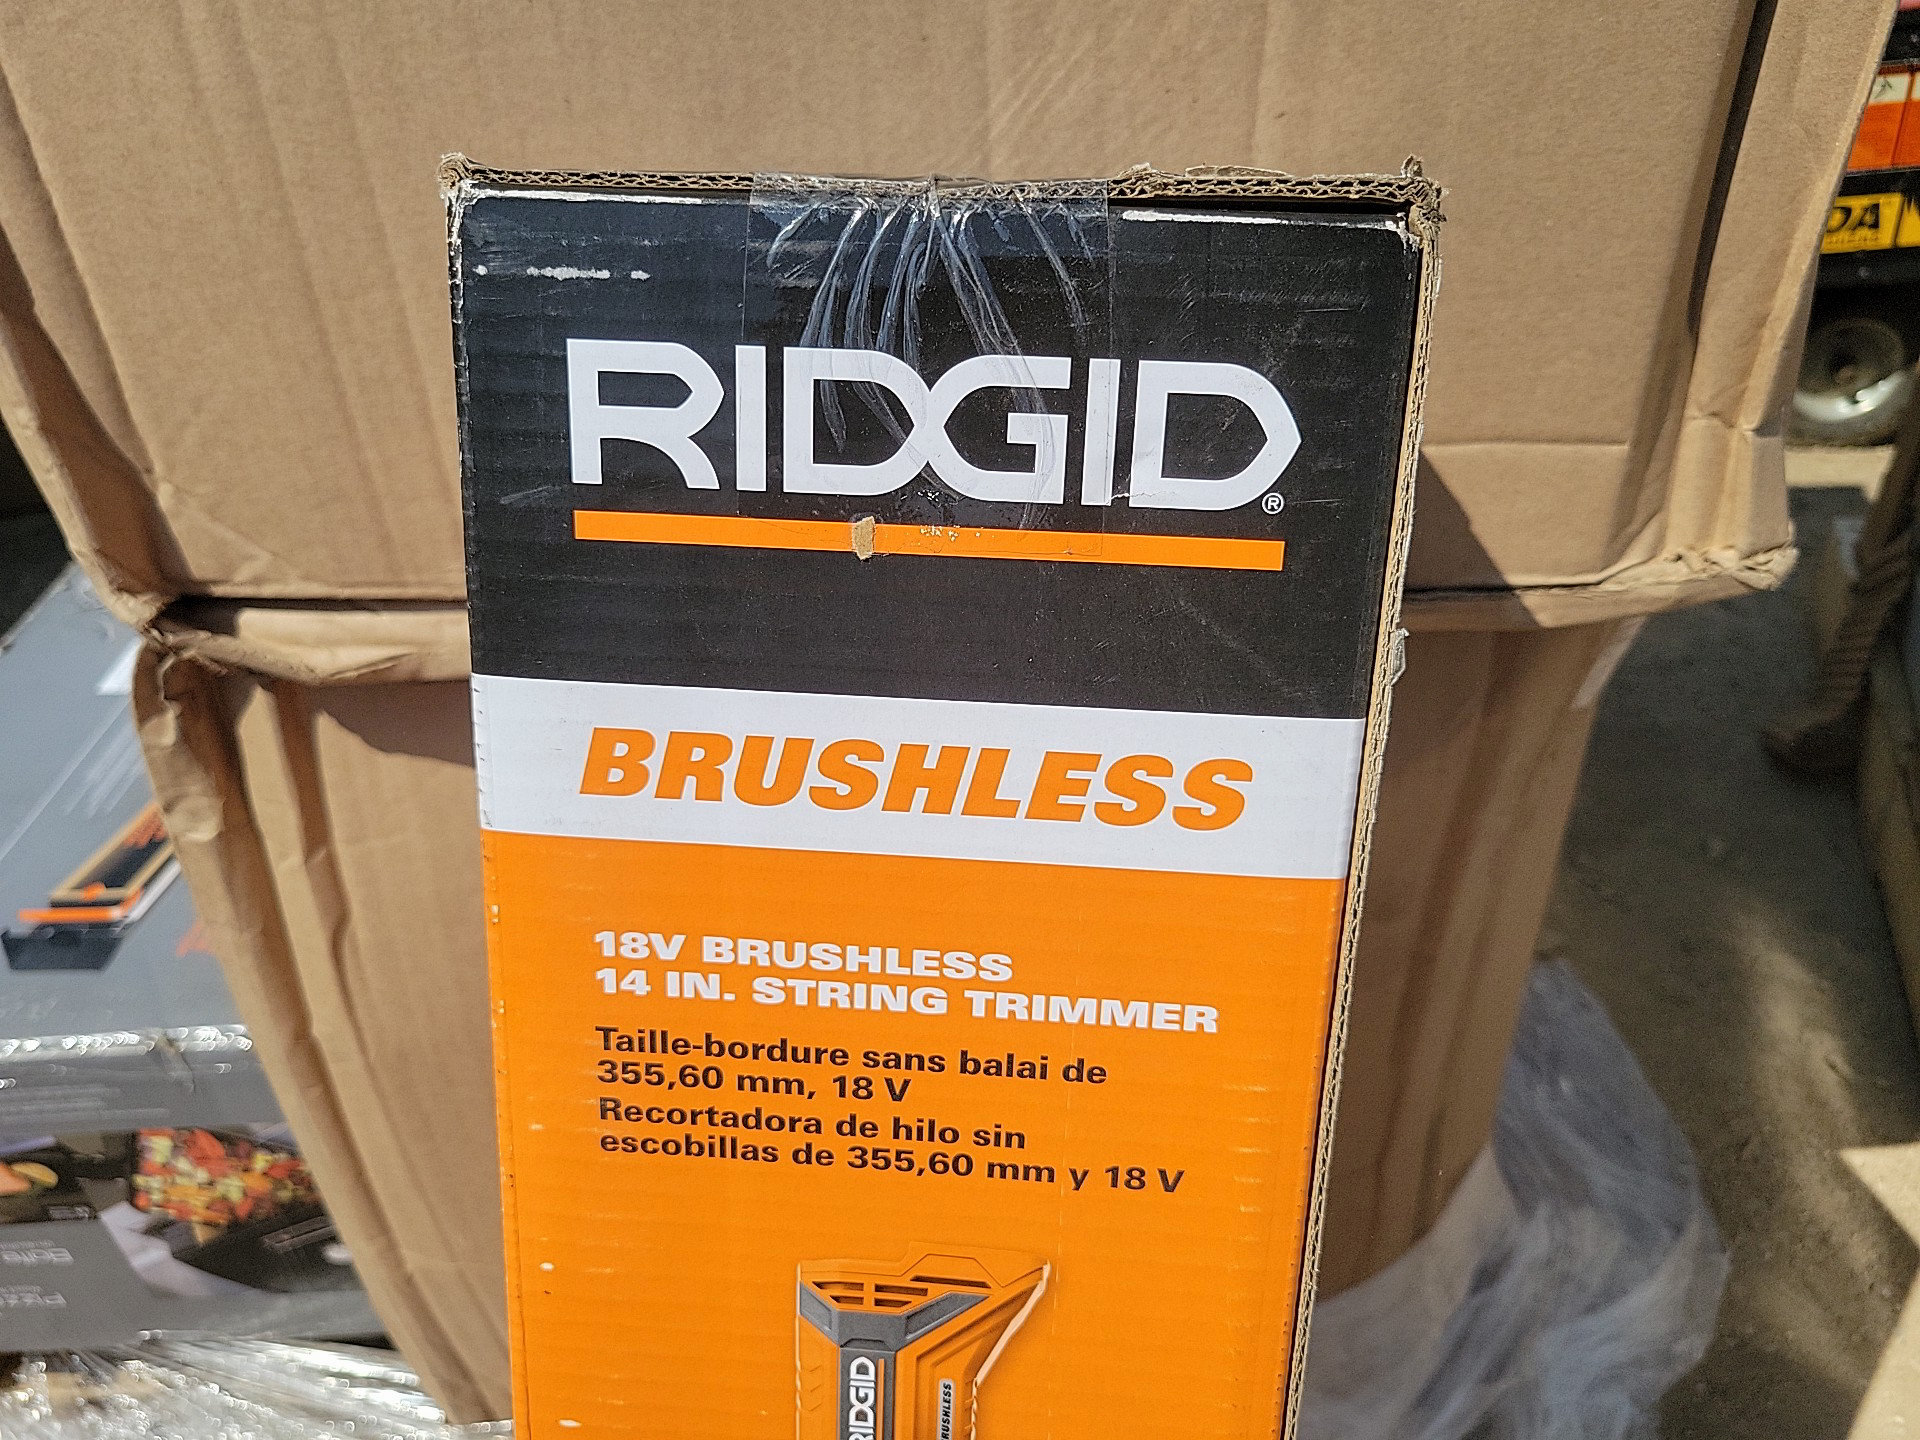 RIDGID®
BRUSHLESS
18V BRUSHLESS
14 IN. STRING TRIMMER
Taille-bordure sans balai de
355,60 mm, 18 V
Recortadora de hilo sin
escobillas de 355,60 mm y 18 V
RIDGID
BRUSHLESS
DA